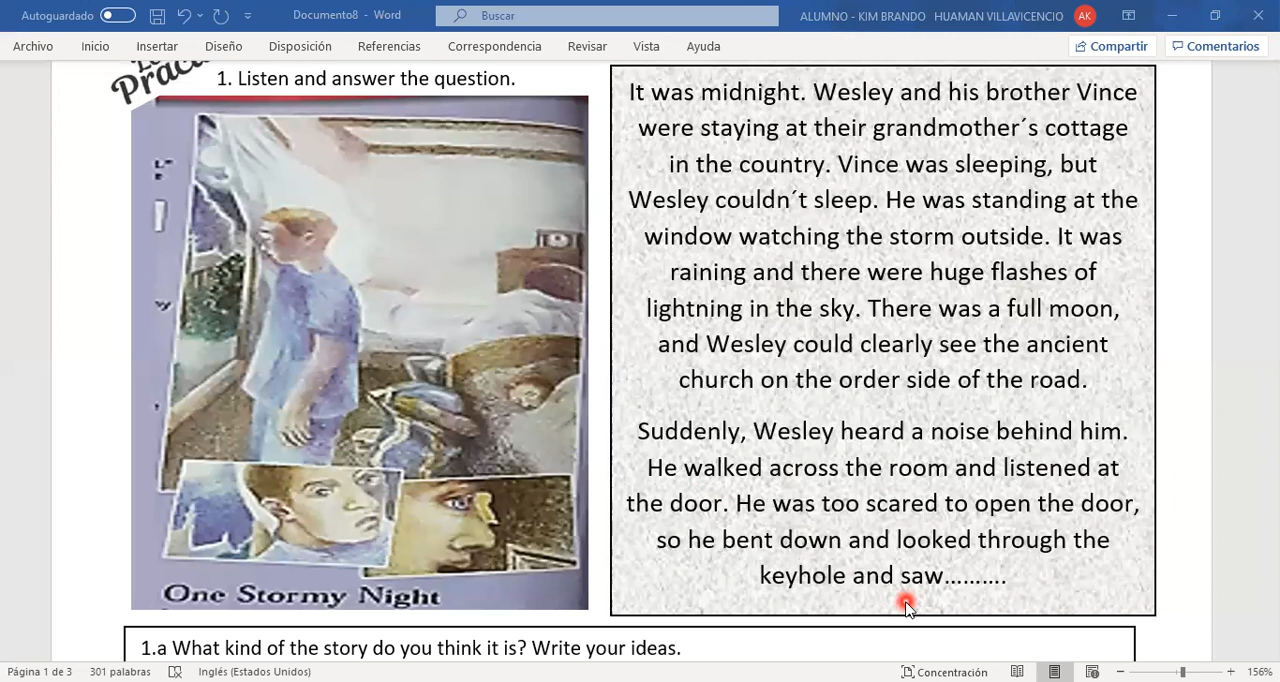 Autoguardado
Documento8 - Word
Buscar
ALUMNO - KIM BRANDO HUAMAN VILLAVICENCIO
AK
Archivo Inicio Insertar Diseño Disposición Referencias Correspondencia Revisar Vista Ayuda
Compartir Comentarios
1. Listen and answer the question.
One Stormy Night
It was midnight. Wesley and his brother Vince
were staying at their grandmother´s cottage
in the country. Vince was sleeping, but
Wesley couldn´t sleep. He was standing at the
window watching the storm outside. It was
raining and there were huge flashes of
lightning in the sky. There was a full moon,
and Wesley could clearly see the ancient
church on the order side of the road.
Suddenly, Wesley heard a noise behind him.
He walked across the room and listened at
the door. He was too scared to open the door,
so he bent down and looked through the
keyhole and saw……….
1.a What kind of the story do you think it is? Write your ideas.
Página 1 de 3 301 palabras Inglés (Estados Unidos) Concentración 156%